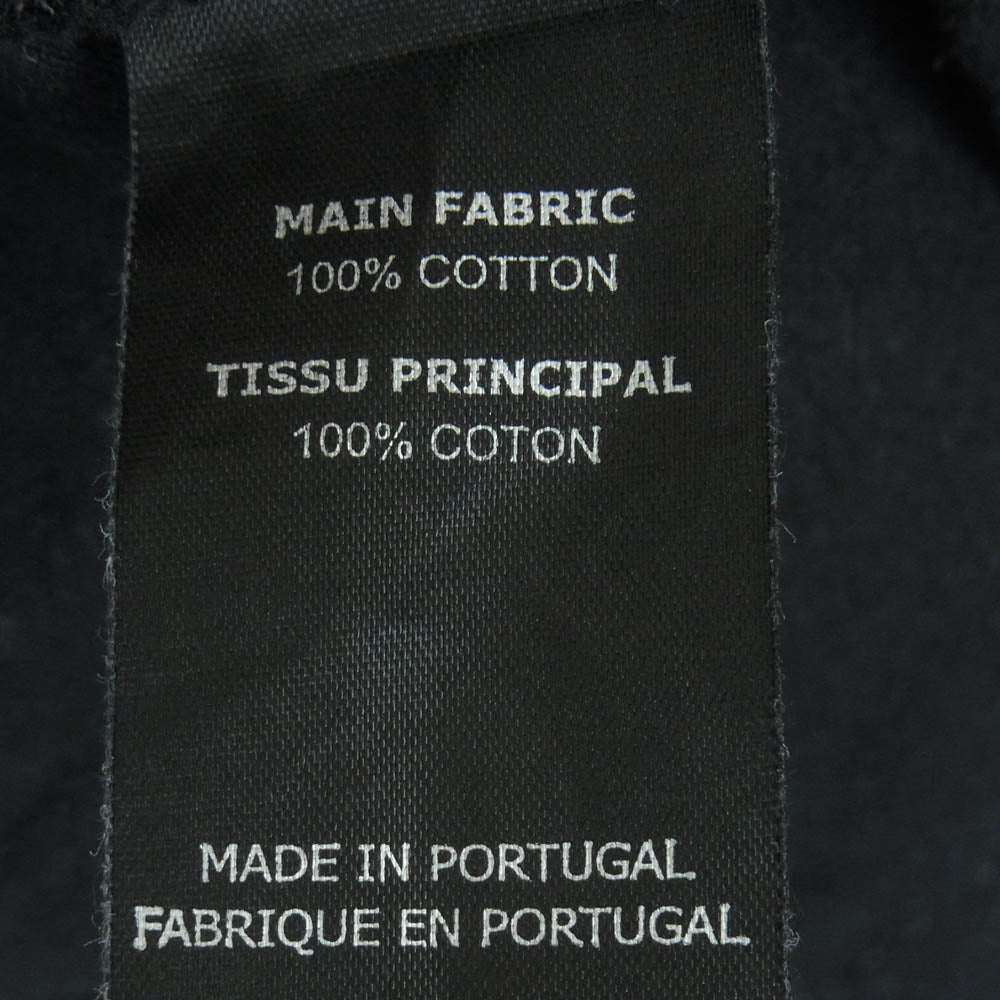 MAIN FABRIC
100% COTTON
TISSU PRINCIPAL
100% COTON
MADE IN PORTUGAL
FABRIQUE EN PORTUGAL